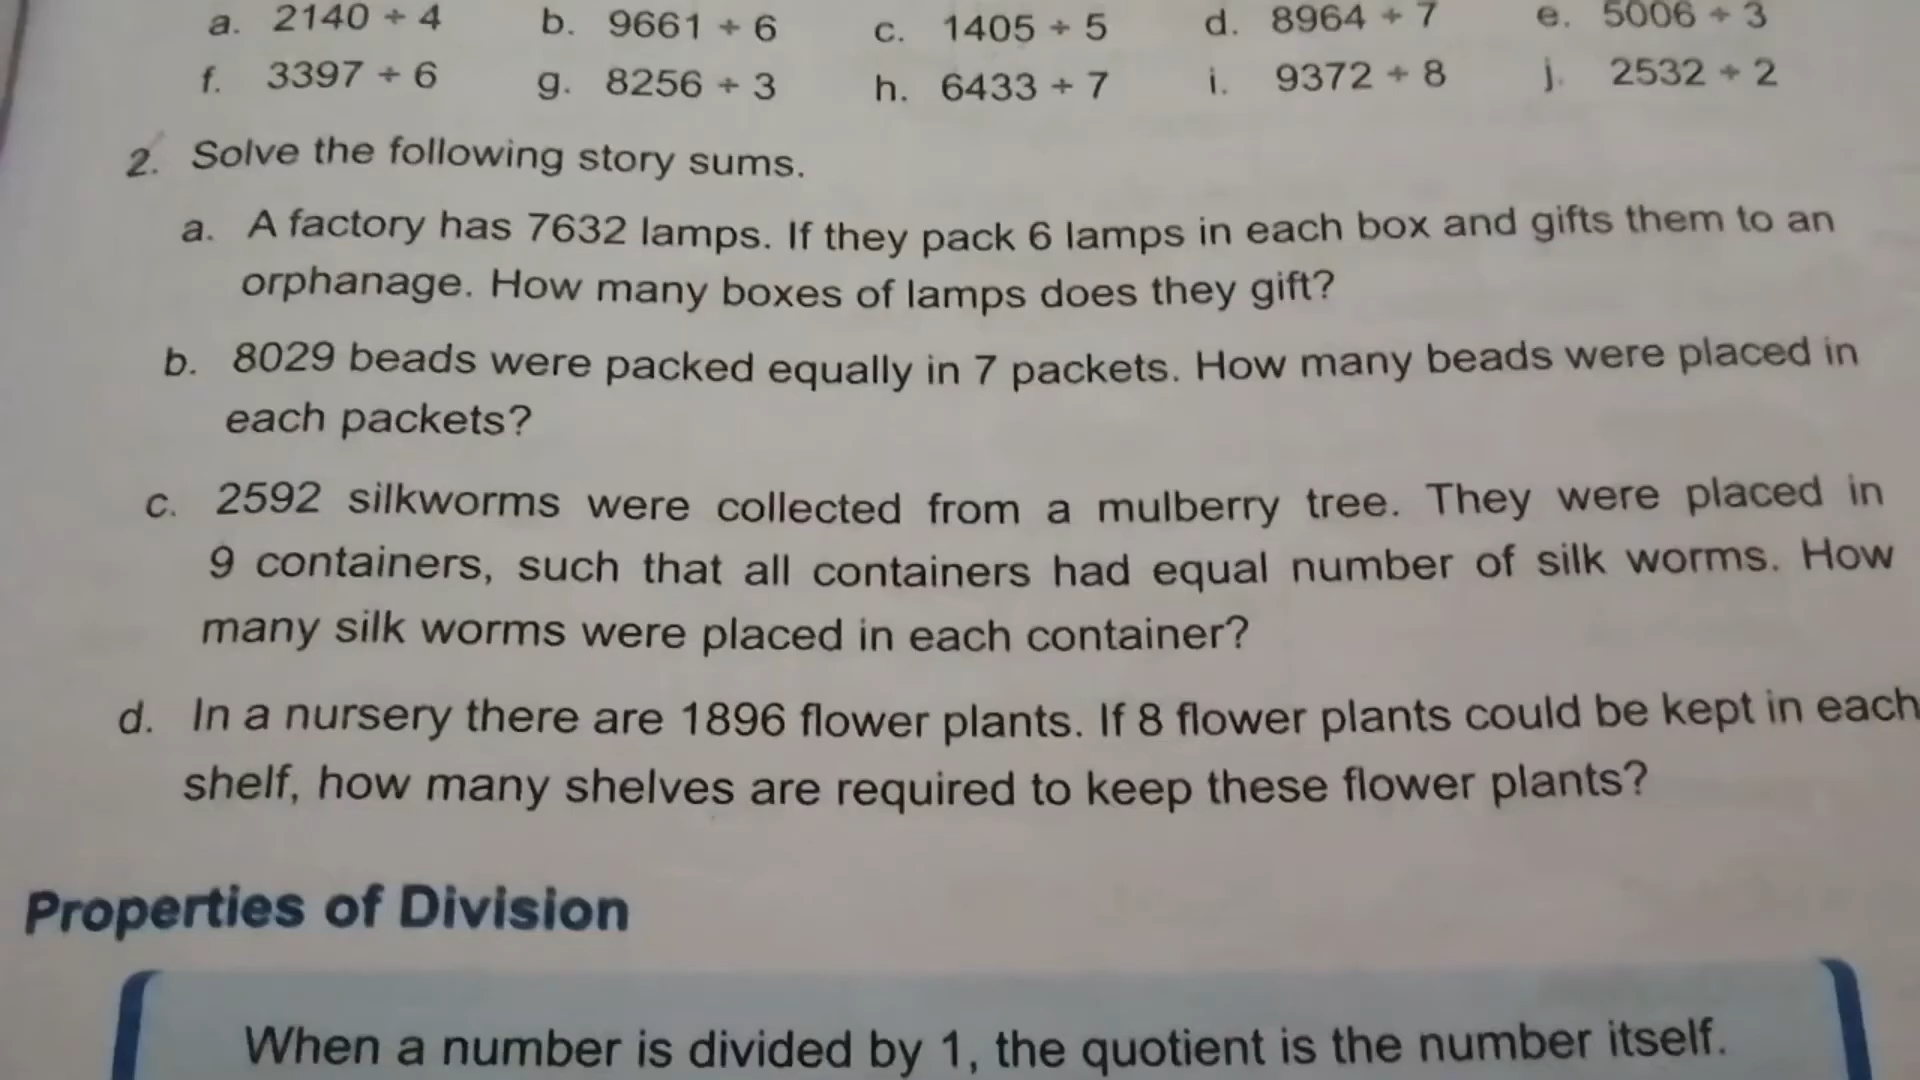 a. 2140 ÷ 4 b. 9661 ÷ 6 c. 1405 ÷ 5 d. 8964 ÷ 7 e. 5006 ÷ 3
f. 3397 ÷ 6 g. 8256 ÷ 3 h. 6433 ÷ 7 i. 9372 ÷ 8 j. 2532 ÷ 2
2. Solve the following story sums.
a. A factory has 7632 lamps. If they pack 6 lamps in each box and gifts them to an
orphanage. How many boxes of lamps does they gift?
b. 8029 beads were packed equally in 7 packets. How many beads were placed in
each packets?
c. 2592 silkworms were collected from a mulberry tree. They were placed in
9 containers, such that all containers had equal number of silk worms. How
many silk worms were placed in each container?
d. In a nursery there are 1896 flower plants. If 8 flower plants could be kept in each
shelf, how many shelves are required to keep these flower plants?
Properties of Division
When a number is divided by 1, the quotient is the number itself.